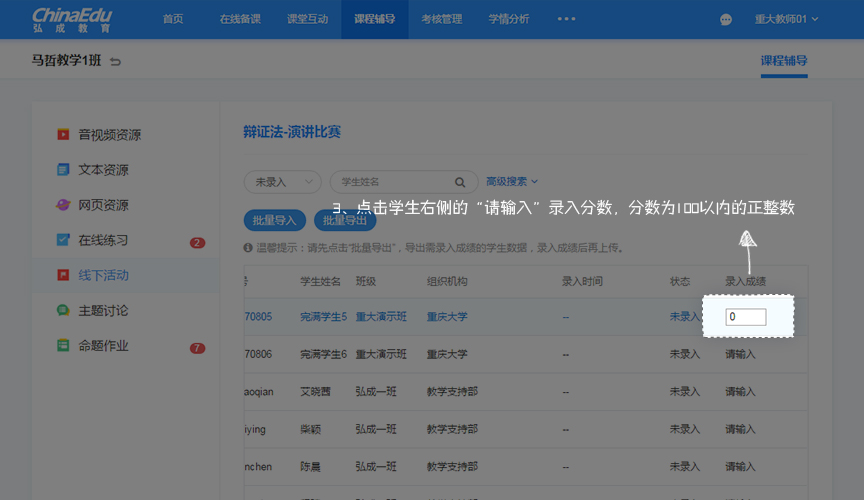 ChinaEdu
弘成教育
首页 在线备课 课堂互动 课程辅导 考核管理 学情分析 ••• 重大教师01
马哲教学1班 课程辅导
音视频资源
文本资源
网页资源
在线练习 2
线下活动
主题讨论
命题作业 7
辩证法-演讲比赛
未录入 学生姓名 高级搜索
3、点击学生右侧的“请输入”录入分数，分数为100以内的正整数
批量导入 批量导出
温馨提示：请先点击“批量导出”，导出需录入成绩的学生数据，录入成绩后再上传。
学生姓名 班级 组织机构 录入时间 状态 录入成绩
70805 完满学生5 重大演示班 重庆大学 -- 未录入 0
70806 完满学生6 重大演示班 重庆大学 -- 未录入 请输入
aoqian 艾晓茜 弘成一班 教学支持部 -- 未录入 请输入
iying 柴颖 弘成一班 教学支持部 -- 未录入 请输入
nchen 陈晨 弘成一班 教学支持部 -- 未录入 请输入